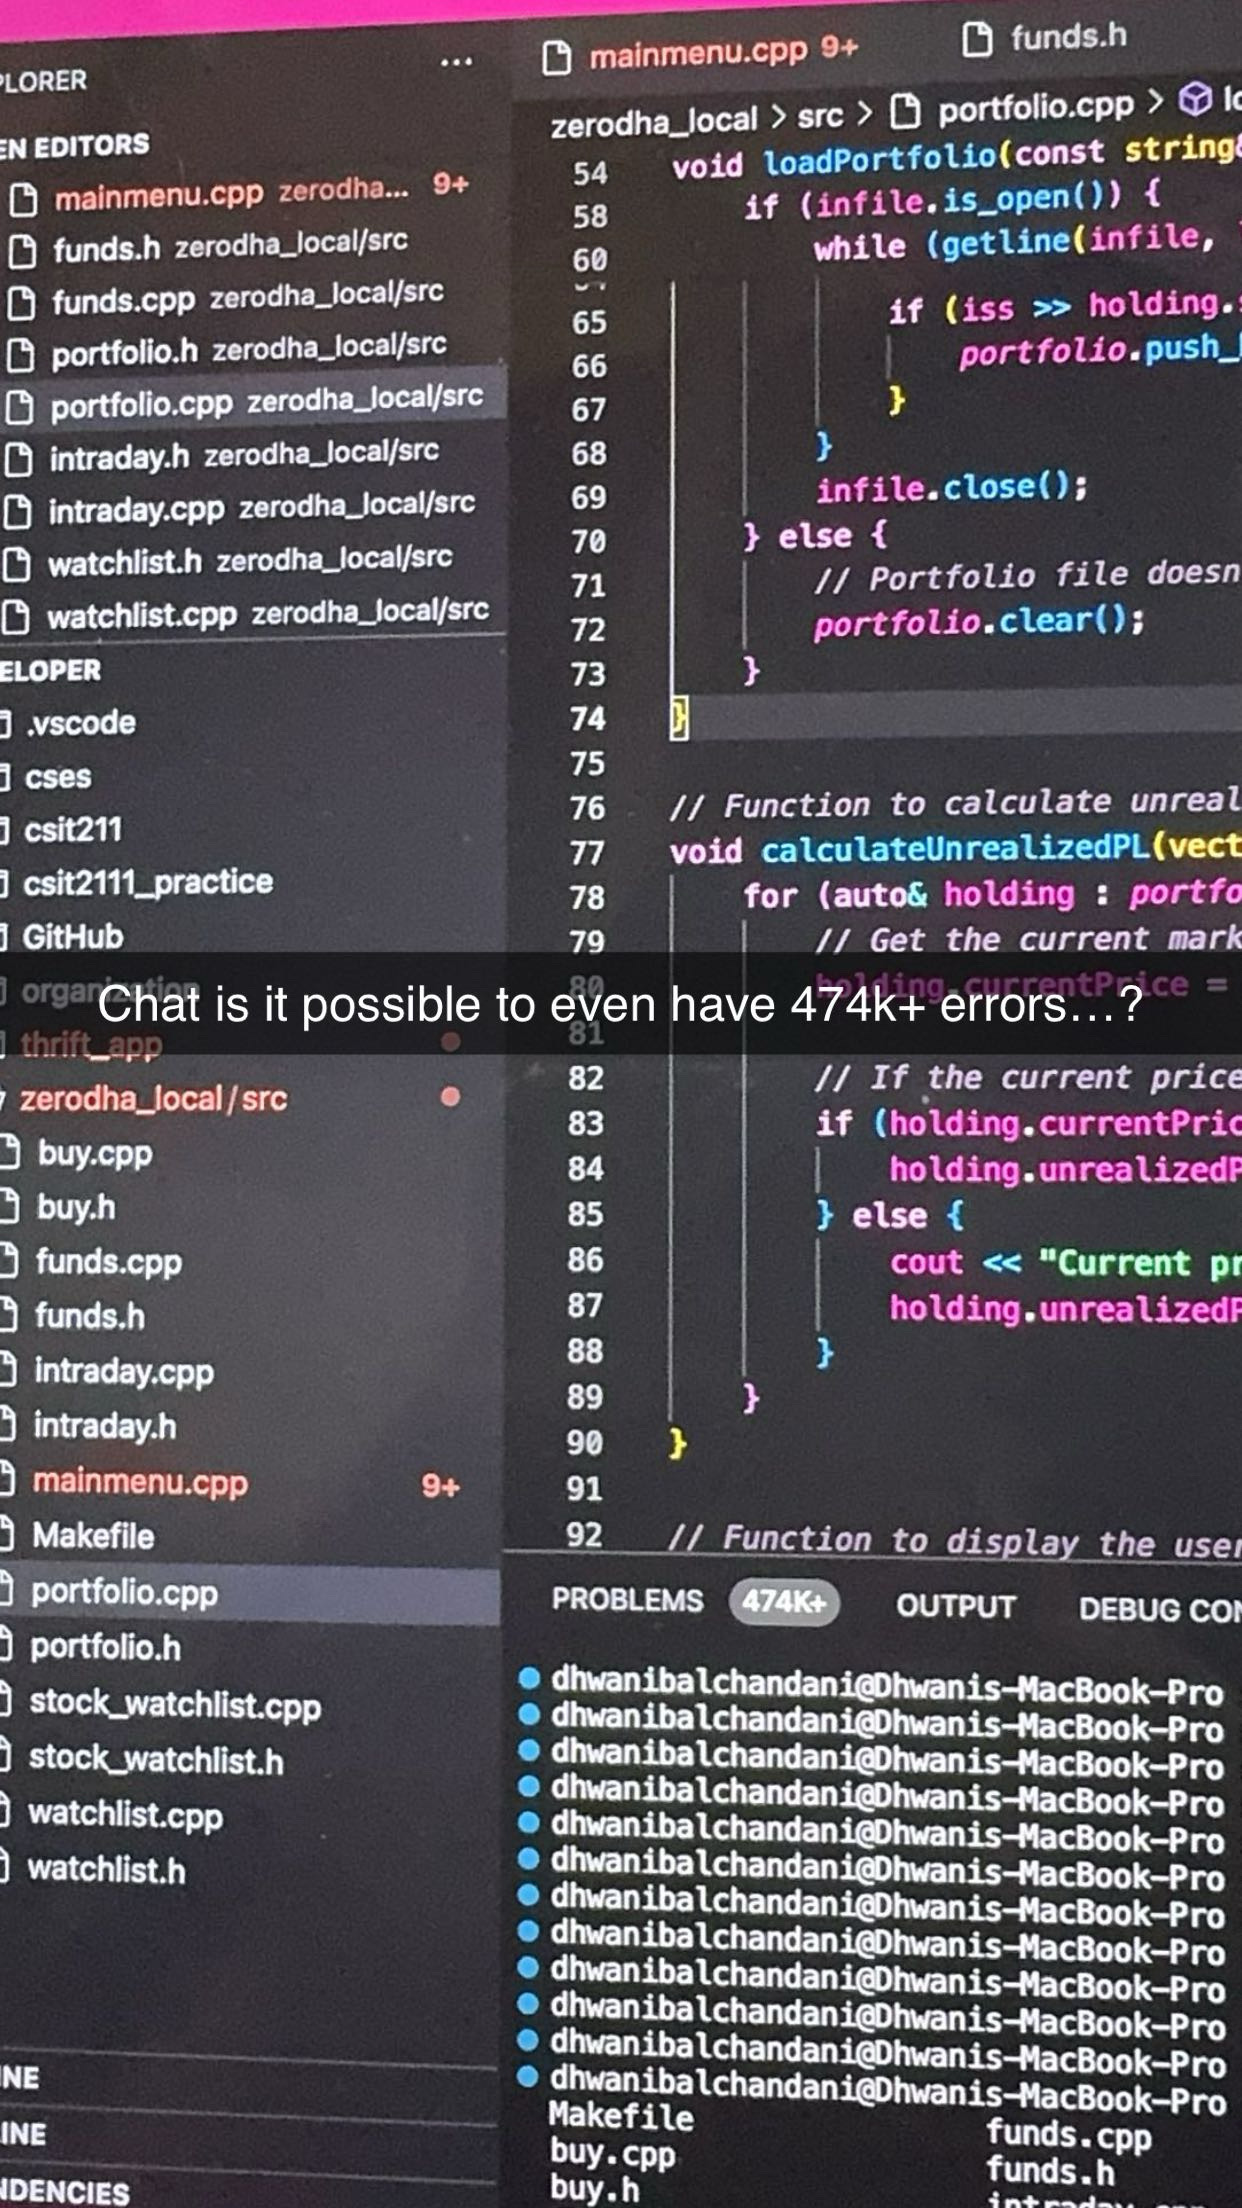 PLORER
...
EN EDITORS
mainmenu.cpp zerodha... 9+
funds.h zerodha_local/src
funds.cpp zerodha_local/src
portfolio.h zerodha_local/src
portfolio.cpp zerodha_local/src
intraday.h zerodha_local/src
intraday.cpp zerodha_local/src
watchlist.h zerodha_local/src
watchlist.cpp zerodha_local/src
ELOPER
.vscode
cses
csit211
csit2111_practice
GitHub
organization
thrift_app
zerodha_local/src
buy.cpp
buy.h
funds.cpp
funds.h
intraday.cpp
intraday.h
mainmenu.cpp 9+
Makefile
portfolio.cpp
portfolio.h
stock_watchlist.cpp
stock_watchlist.h
watchlist.cpp
watchlist.h
INE
INE
NDENCIES
mainmenu.cpp 9+ funds.h
zerodha_local > src > portfolio.cpp > lo
54 void loadPortfolio(const string&
58 if (infile.is_open()) {
60 while (getline(infile,
65 if (iss >> holding.s
66 portfolio.push_
67 }
68 }
69 infile.close();
70 } else {
71 // Portfolio file doesn
72 portfolio.clear();
73 }
74 }
75
76 // Function to calculate unreal
77 void calculateUnrealizedPL(vect
78 for (auto& holding : portfo
79 // Get the current mark
80 holding.currentPrice =
Chat is it possible to even have 474k+ errors...?
81
82 // If the current price
83 if (holding.currentPric
84 holding.unrealizedP
85 } else {
86 cout << "Current pr
87 holding.unrealizedP
88 }
89 }
90 }
91
92 // Function to display the user
PROBLEMS 474K+ OUTPUT DEBUG CON
dhwanibalchandani@Dhwanis-MacBook-Pro
dhwanibalchandani@Dhwanis-MacBook-Pro
dhwanibalchandani@Dhwanis-MacBook-Pro
dhwanibalchandani@Dhwanis-MacBook-Pro
dhwanibalchandani@Dhwanis-MacBook-Pro
dhwanibalchandani@Dhwanis-MacBook-Pro
dhwanibalchandani@Dhwanis-MacBook-Pro
dhwanibalchandani@Dhwanis-MacBook-Pro
dhwanibalchandani@Dhwanis-MacBook-Pro
dhwanibalchandani@Dhwanis-MacBook-Pro
dhwanibalchandani@Dhwanis-MacBook-Pro
dhwanibalchandani@Dhwanis-MacBook-Pro
Makefile funds.cpp
buy.cpp funds.h
buy.h